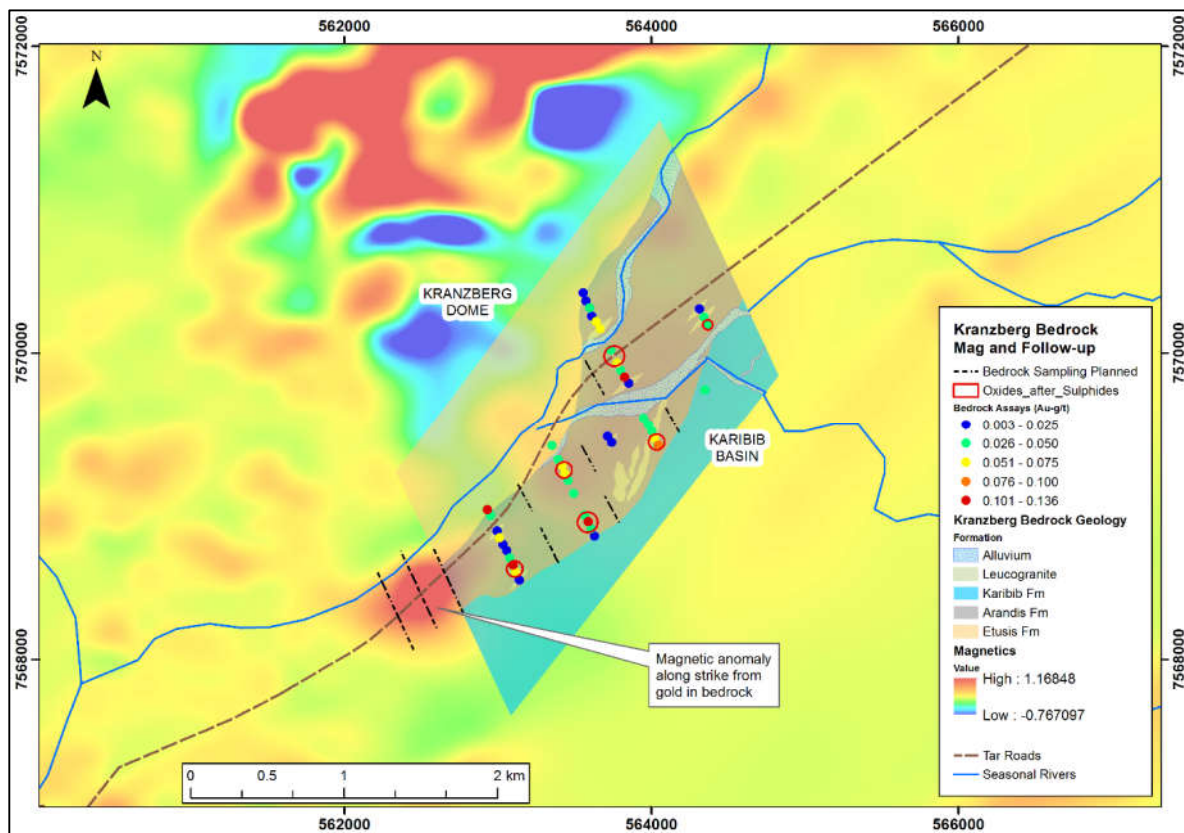 562000
564000
566000
7572000
7572000
N
KRANZBERG
DOME
7570000
7570000
KARIBIB
BASIN
Kranzberg Bedrock
Mag and Follow-up
Bedrock Sampling Planned
Oxides_after_Sulphides
Bedrock Assays (Au-g/t)
0.003 - 0.025
0.026 - 0.050
0.051 - 0.075
0.076 - 0.100
0.101 - 0.136
Kranzberg Bedrock Geology
Formation
Alluvium
Leucogranite
Karibib Fm
Arandis Fm
Etusis Fm
Magnetics
Value
High : 1.16848
Low : -0.767097
Tar Roads
Seasonal Rivers
7568000
7568000
Magnetic anomaly
along strike from
gold in bedrock
0 0.5 1 2 km
562000
564000
566000